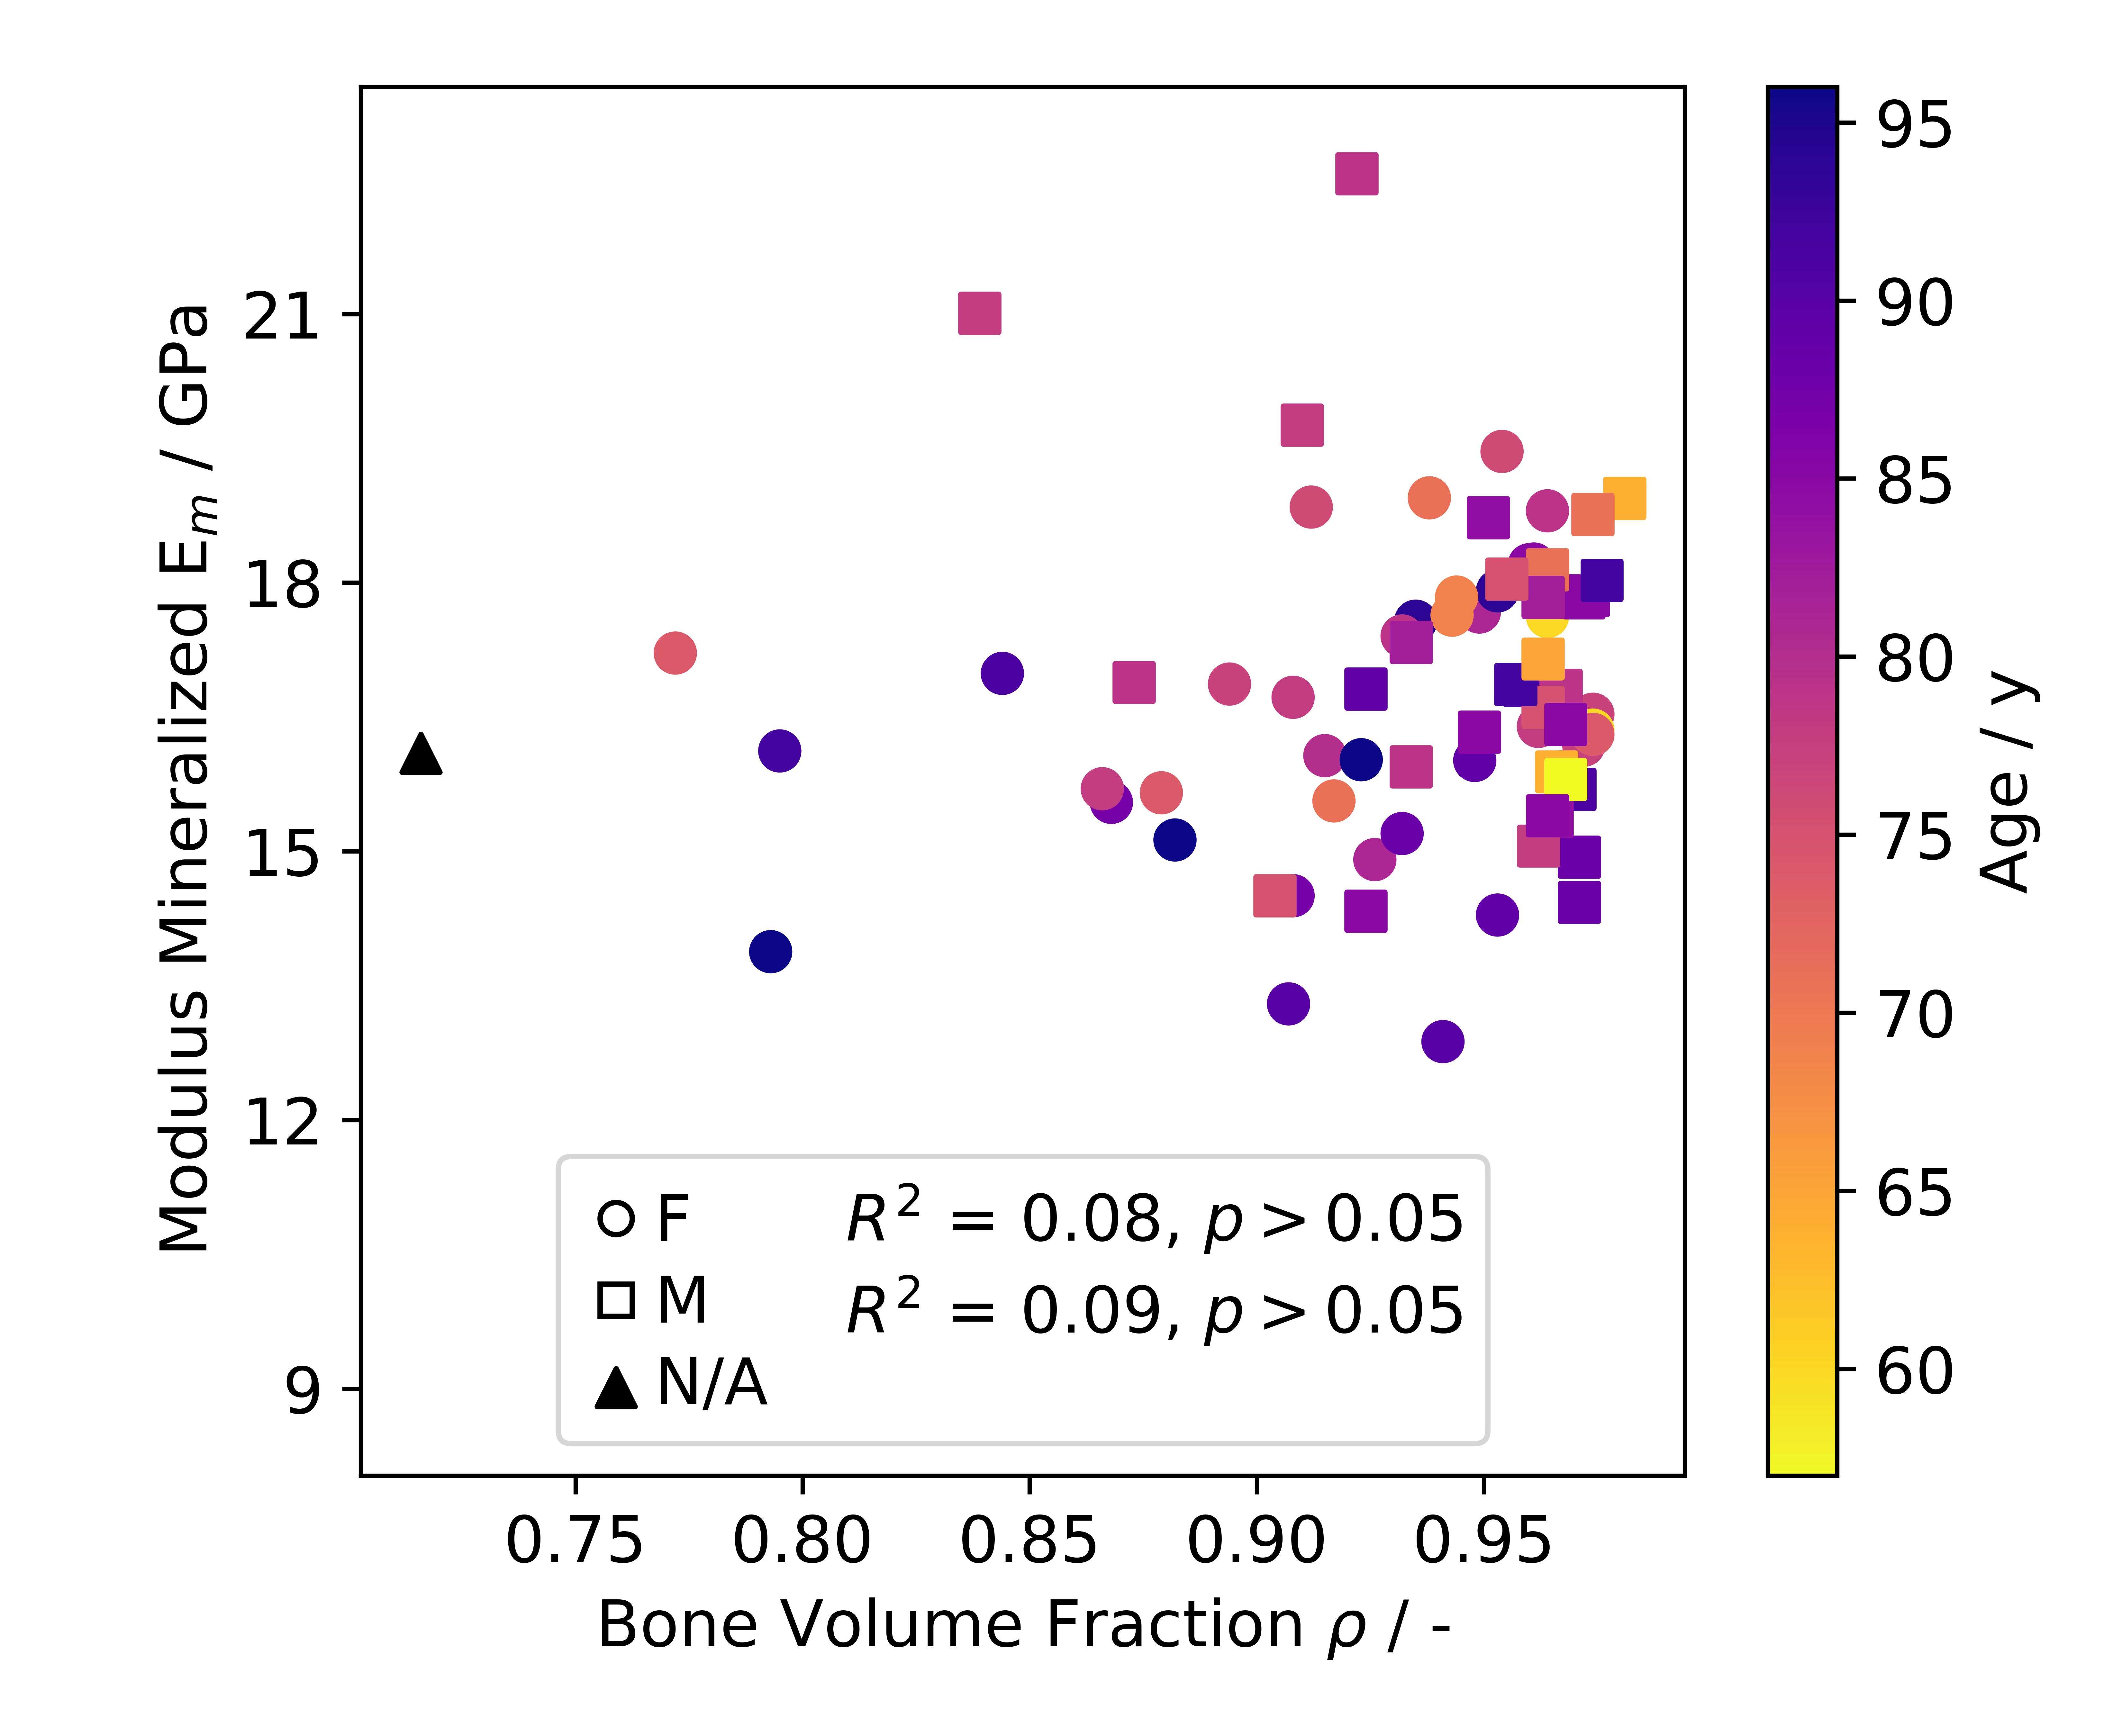 Modulus Mineralized Eₘ / GPa
21
18
15
12
9
F R² = 0.08, p > 0.05
M R² = 0.09, p > 0.05
N/A
0.75 0.80 0.85 0.90 0.95
Bone Volume Fraction ρ / -
95
90
85
80
75
70
65
60
Age / y